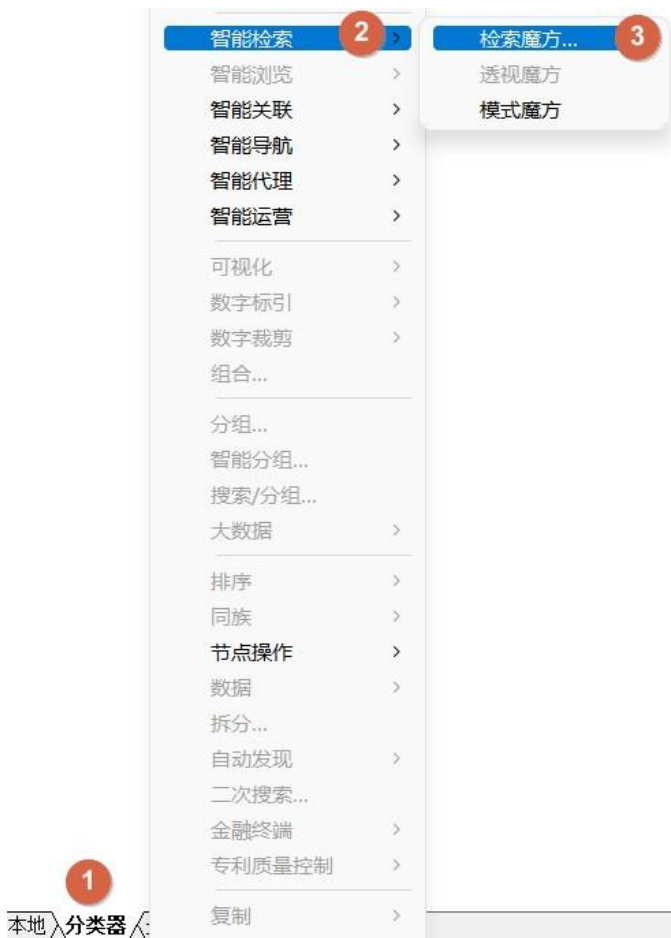 智能检索 2 检索魔方... 3
智能浏览 透视魔方
智能关联 模式魔方
智能导航
智能代理
智能运营
可视化
数字标引
数字裁剪
组合...
分组...
智能分组...
搜索/分组...
大数据
排序
同族
节点操作
数据
拆分...
自动发现
二次搜索...
金融终端
专利质量控制
1
本地 分类器 复制